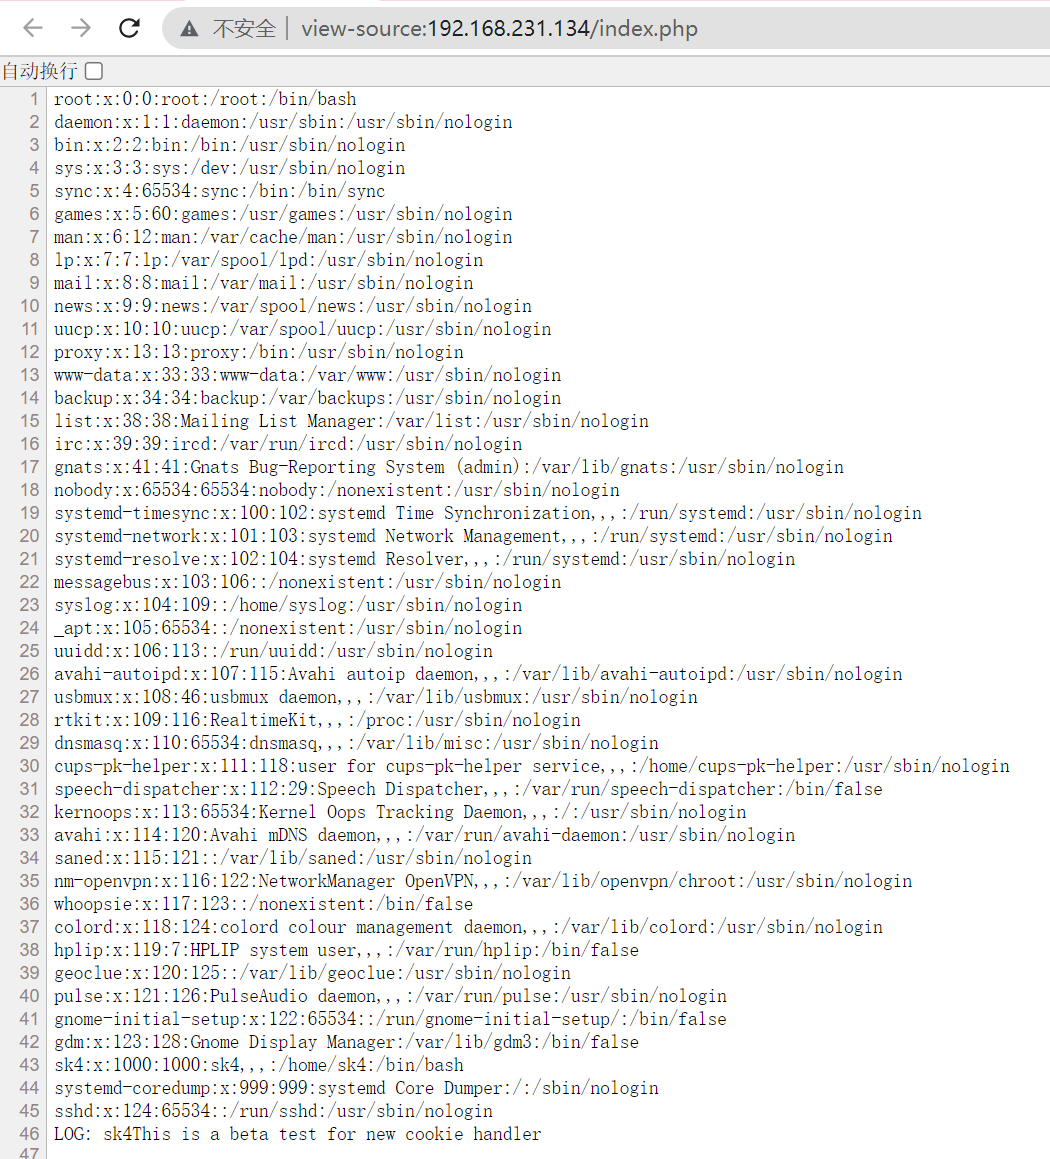 不安全 view-source:192.168.231.134/index.php
自动换行
1 root:x:0:0:root:/root:/bin/bash
2 daemon:x:1:1:daemon:/usr/sbin:/usr/sbin/nologin
3 bin:x:2:2:bin:/bin:/usr/sbin/nologin
4 sys:x:3:3:sys:/dev:/usr/sbin/nologin
5 sync:x:4:65534:sync:/bin:/bin/sync
6 games:x:5:60:games:/usr/games:/usr/sbin/nologin
7 man:x:6:12:man:/var/cache/man:/usr/sbin/nologin
8 lp:x:7:7:lp:/var/spool/lpd:/usr/sbin/nologin
9 mail:x:8:8:mail:/var/mail:/usr/sbin/nologin
10 news:x:9:9:news:/var/spool/news:/usr/sbin/nologin
11 uucp:x:10:10:uucp:/var/spool/uucp:/usr/sbin/nologin
12 proxy:x:13:13:proxy:/bin:/usr/sbin/nologin
13 www-data:x:33:33:www-data:/var/www:/usr/sbin/nologin
14 backup:x:34:34:backup:/var/backups:/usr/sbin/nologin
15 list:x:38:38:Mailing List Manager:/var/list:/usr/sbin/nologin
16 irc:x:39:39:ircd:/var/run/ircd:/usr/sbin/nologin
17 gnats:x:41:41:Gnats Bug-Reporting System (admin):/var/lib/gnats:/usr/sbin/nologin
18 nobody:x:65534:65534:nobody:/nonexistent:/usr/sbin/nologin
19 systemd-timesync:x:100:102:systemd Time Synchronization,,,:/run/systemd:/usr/sbin/nologin
20 systemd-network:x:101:103:systemd Network Management,,,:/run/systemd:/usr/sbin/nologin
21 systemd-resolve:x:102:104:systemd Resolver,,,:/run/systemd:/usr/sbin/nologin
22 messagebus:x:103:106::/nonexistent:/usr/sbin/nologin
23 syslog:x:104:109::/home/syslog:/usr/sbin/nologin
24 _apt:x:105:65534::/nonexistent:/usr/sbin/nologin
25 uuidd:x:106:113::/run/uuidd:/usr/sbin/nologin
26 avahi-autoipd:x:107:115:Avahi autoip daemon,,,:/var/lib/avahi-autoipd:/usr/sbin/nologin
27 usbmux:x:108:46:usbmux daemon,,,:/var/lib/usbmux:/usr/sbin/nologin
28 rtkit:x:109:116:RealtimeKit,,,:/proc:/usr/sbin/nologin
29 dnsmasq:x:110:65534:dnsmasq,,,:/var/lib/misc:/usr/sbin/nologin
30 cups-pk-helper:x:111:118:user for cups-pk-helper service,,,:/home/cups-pk-helper:/usr/sbin/nologin
31 speech-dispatcher:x:112:29:Speech Dispatcher,,,:/var/run/speech-dispatcher:/bin/false
32 kernoops:x:113:65534:Kernel Oops Tracking Daemon,,,:/:/usr/sbin/nologin
33 avahi:x:114:120:Avahi mDNS daemon,,,:/var/run/avahi-daemon:/usr/sbin/nologin
34 saned:x:115:121::/var/lib/saned:/usr/sbin/nologin
35 nm-openvpn:x:116:122:NetworkManager OpenVPN,,,:/var/lib/openvpn/chroot:/usr/sbin/nologin
36 whoopsie:x:117:123::/nonexistent:/bin/false
37 colord:x:118:124:colord colour management daemon,,,:/var/lib/colord:/usr/sbin/nologin
38 hplip:x:119:7:HPLIP system user,,,:/var/run/hplip:/bin/false
39 geoclue:x:120:125::/var/lib/geoclue:/usr/sbin/nologin
40 pulse:x:121:126:PulseAudio daemon,,,:/var/run/pulse:/usr/sbin/nologin
41 gnome-initial-setup:x:122:65534::/run/gnome-initial-setup/:/bin/false
42 gdm:x:123:128:Gnome Display Manager:/var/lib/gdm3:/bin/false
43 sk4:x:1000:1000:sk4,,,:/home/sk4:/bin/bash
44 systemd-coredump:x:999:999:systemd Core Dumper:/:/sbin/nologin
45 sshd:x:124:65534::/run/sshd:/usr/sbin/nologin
46 LOG: sk4This is a beta test for new cookie handler
47